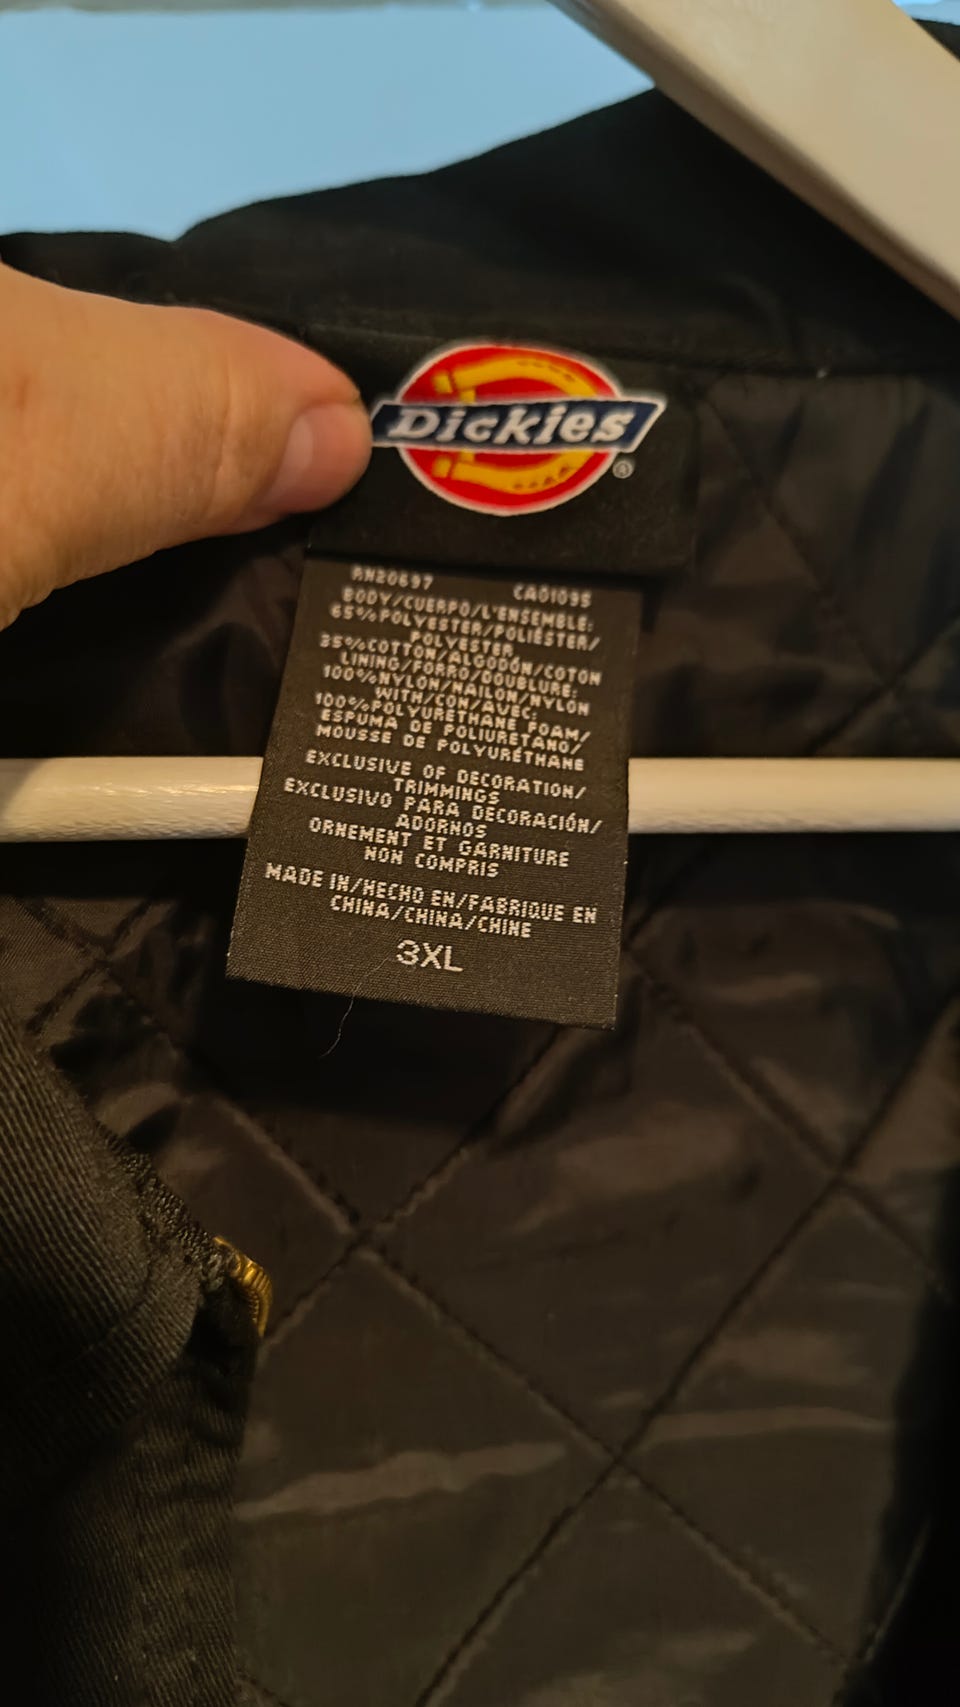 Dickies
®
RN20697 CA01095
BODY/CUERPO/L'ENSEMBLE:
65%POLYESTER/POLIÉSTER/
POLYESTER
35%COTTON/ALGODÓN/COTON
LINING/FORRO/DOUBLURE:
100%NYLON/NAILON/NYLON
WITH/CON/AVEC:
100%POLYURETHANE FOAM/
ESPUMA DE POLIURETANO/
MOUSSE DE POLYURÉTHANE
EXCLUSIVE OF DECORATION/
TRIMMINGS
EXCLUSIVO PARA DECORACIÓN/
ADORNOS
ORNEMENT ET GARNITURE
NON COMPRIS
MADE IN/HECHO EN/FABRIQUE EN
CHINA/CHINA/CHINE
3XL